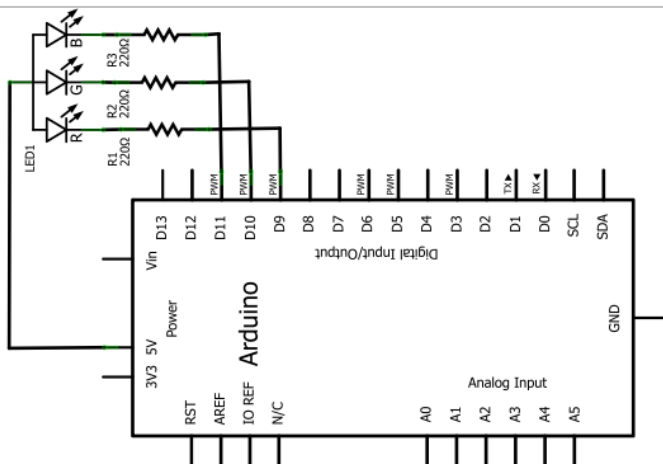 B
G
R
LED1
R3
220Ω
R2
220Ω
R1
220Ω
PWM
PWM
PWM
PWM
PWM
PWM
TX▶
RX◀
D13
D12
D11
D10
D9
D8
D7
D6
D5
D4
D3
D2
D1
D0
SCL
SDA
Digital Input/Output
Vin
Power
5V
3V3
Arduino
GND
Analog Input
RST
AREF
IO REF
N/C
A0
A1
A2
A3
A4
A5